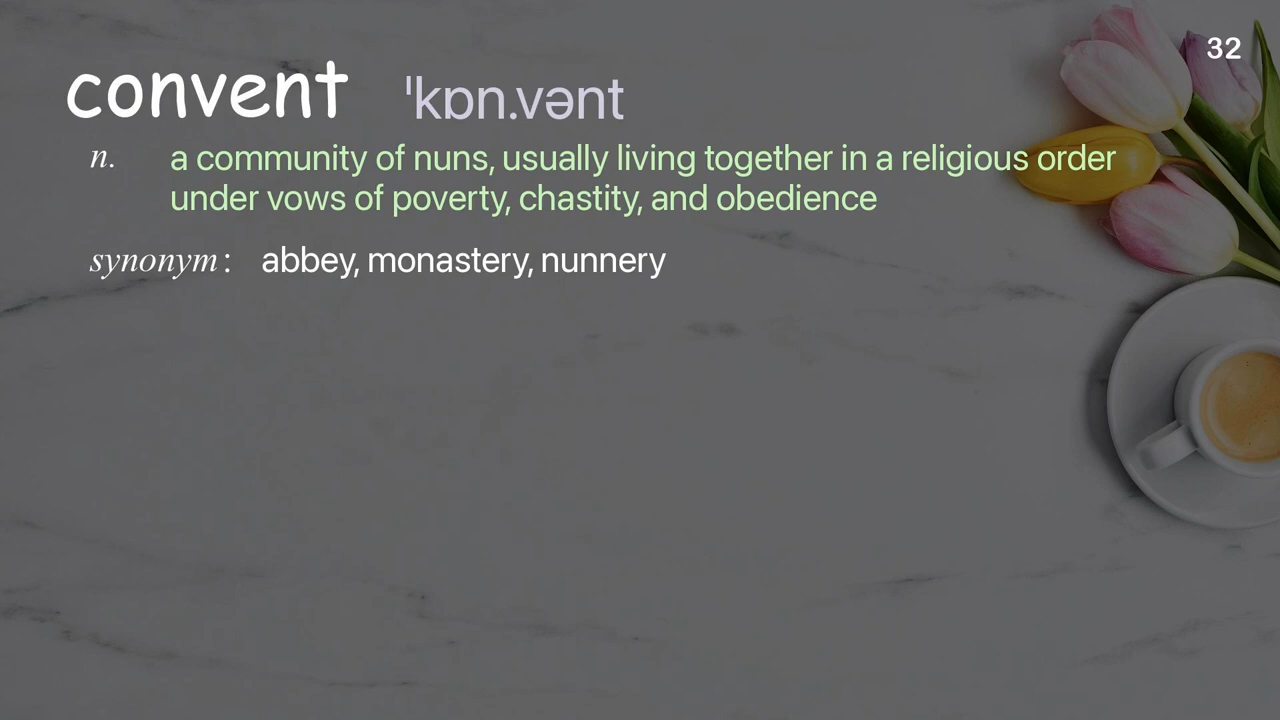 32
convent ˈkɒn.vənt
n. a community of nuns, usually living together in a religious order
under vows of poverty, chastity, and obedience
synonym : abbey, monastery, nunnery